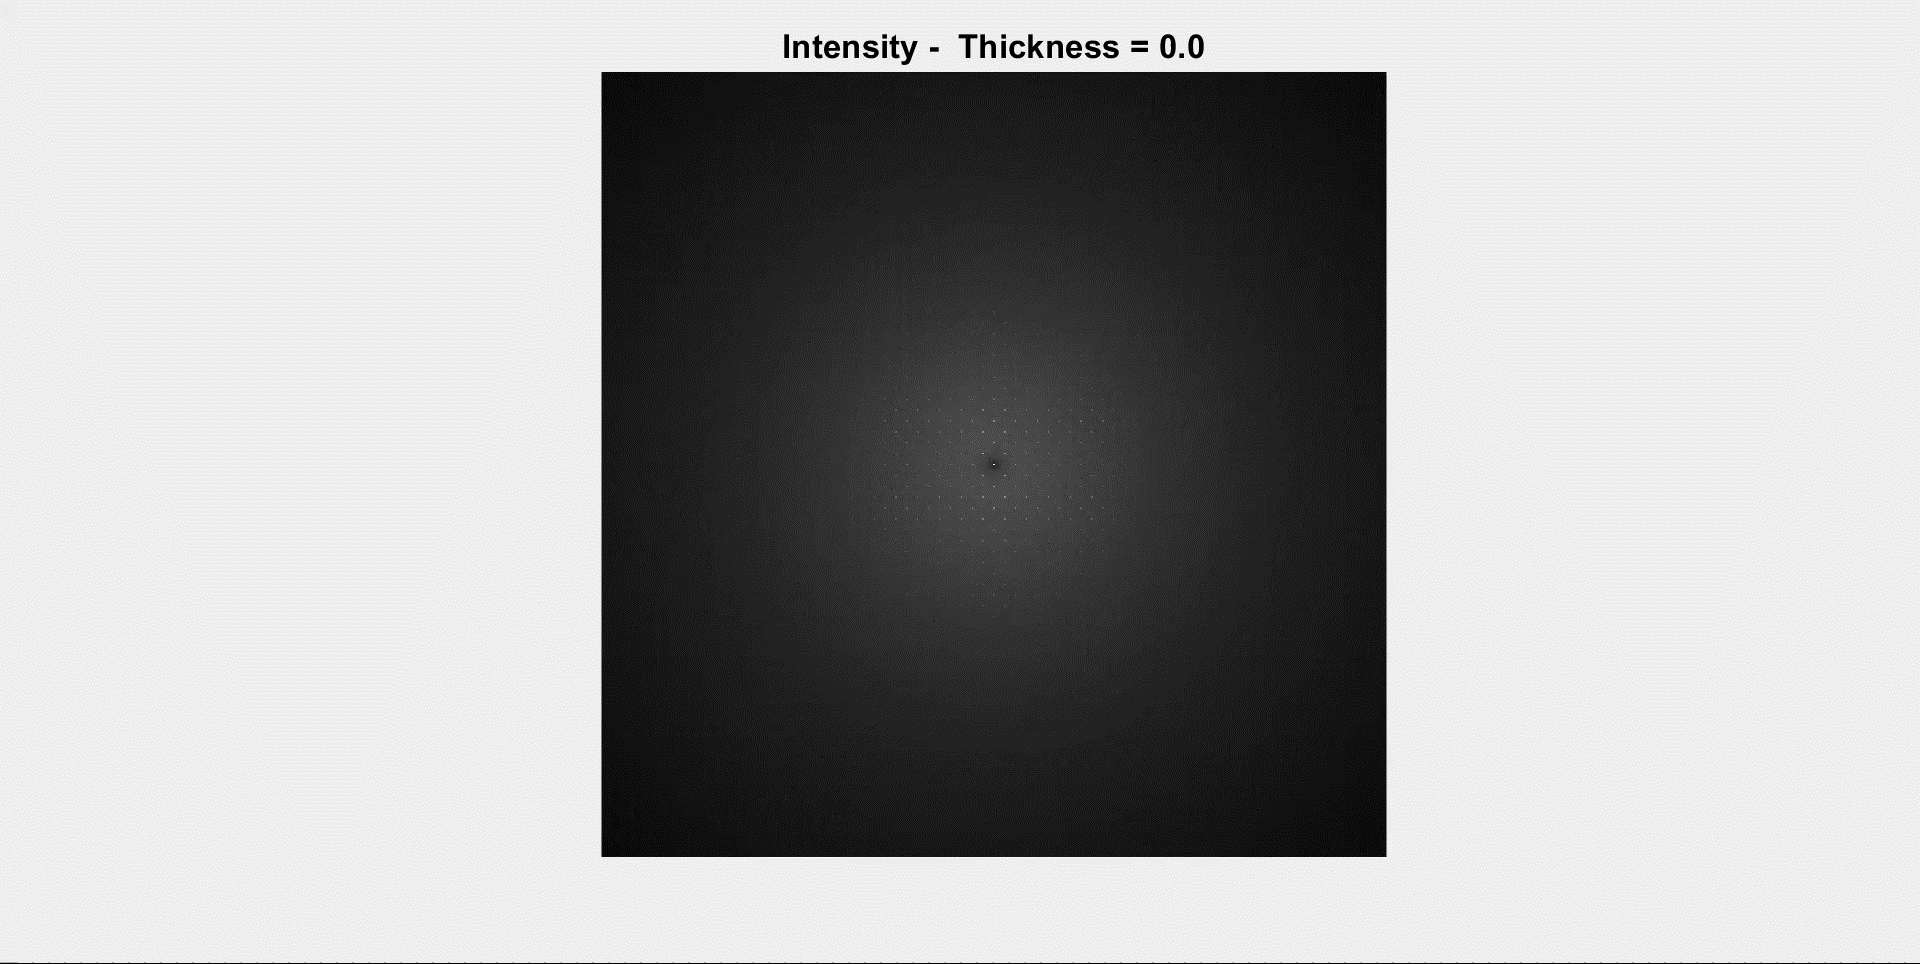 Intensity -  Thickness = 0.0